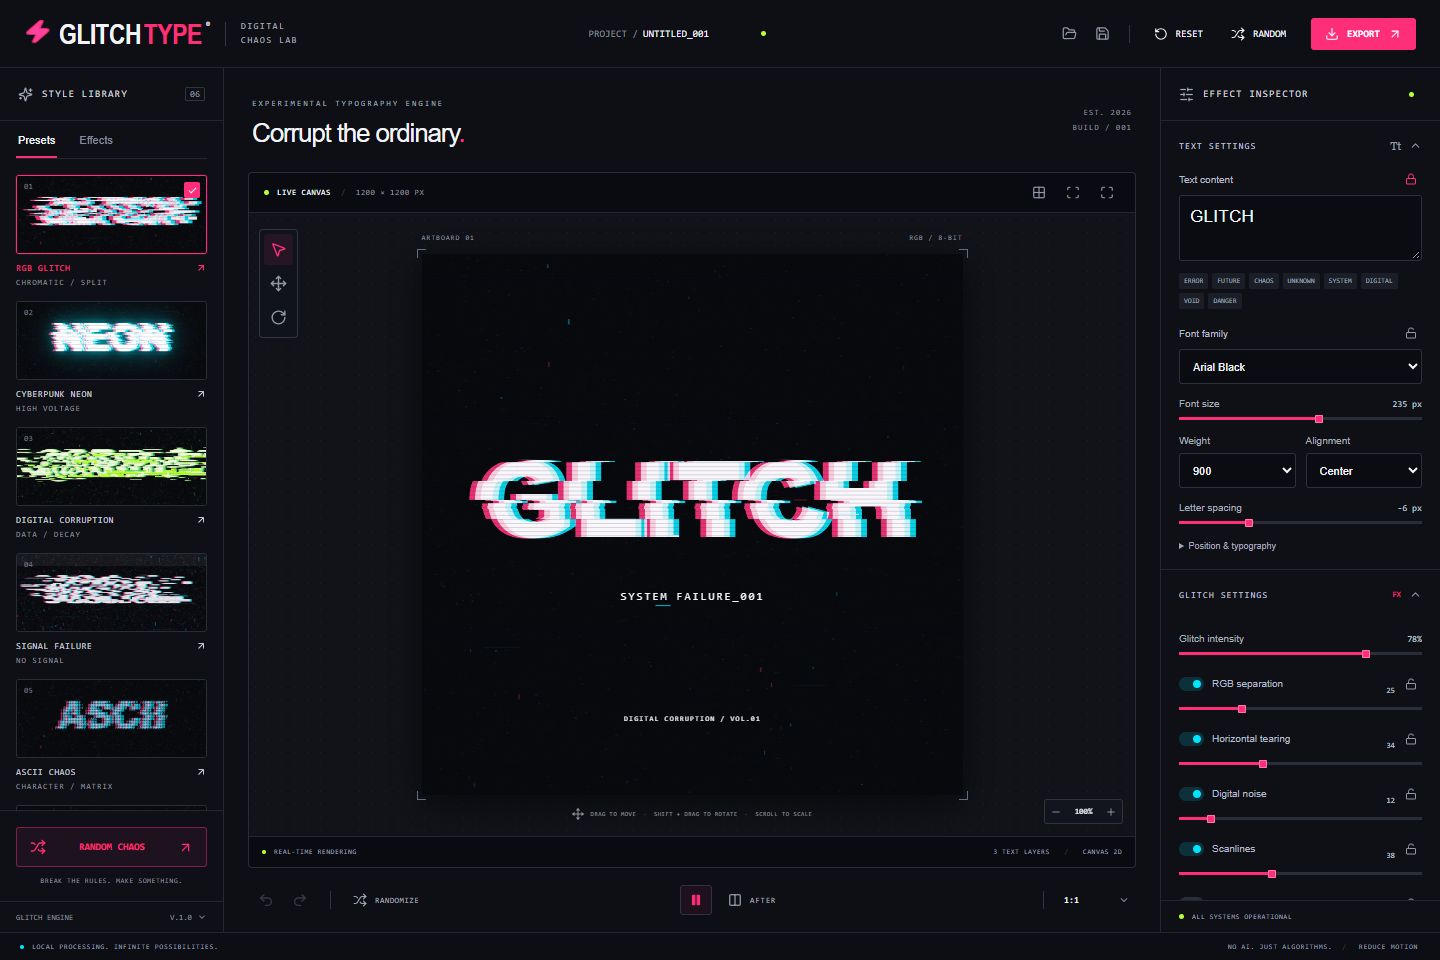 GLITCHTYPE
DIGITAL
CHAOS LAB
PROJECT / UNTITLED_001
RESET
RANDOM
EXPORT
STYLE LIBRARY
06
Presets
Effects
01
RGB GLITCH
CHROMATIC / SPLIT
02
NEON
CYBERPUNK NEON
HIGH VOLTAGE
03
DIGITAL CORRUPTION
DATA / DECAY
04
SIGNAL FAILURE
NO SIGNAL
05
ASCII
ASCII CHAOS
CHARACTER / MATRIX
RANDOM CHAOS
BREAK THE RULES. MAKE SOMETHING.
GLITCH ENGINE
V.1.0
EXPERIMENTAL TYPOGRAPHY ENGINE
Corrupt the ordinary.
EST. 2026
BUILD / 001
LIVE CANVAS / 1200 × 1200 PX
ARTBOARD 01
RGB / 8-BIT
GLITCH
SYSTEM FAILURE_001
DIGITAL CORRUPTION / VOL.01
DRAG TO MOVE · SHIFT + DRAG TO ROTATE · SCROLL TO SCALE
− 100% +
REAL-TIME RENDERING
3 TEXT LAYERS / CANVAS 2D
RANDOMIZE
AFTER
1:1
EFFECT INSPECTOR
TEXT SETTINGS
Tt
Text content
GLITCH
ERROR FUTURE CHAOS UNKNOWN SYSTEM DIGITAL
VOID DANGER
Font family
Arial Black
Font size
235 px
Weight
Alignment
900
Center
Letter spacing
-6 px
Position & typography
GLITCH SETTINGS
FX
Glitch intensity
78%
RGB separation
25
Horizontal tearing
34
Digital noise
12
Scanlines
38
ALL SYSTEMS OPERATIONAL
LOCAL PROCESSING. INFINITE POSSIBILITIES.
NO AI. JUST ALGORITHMS. / REDUCE MOTION